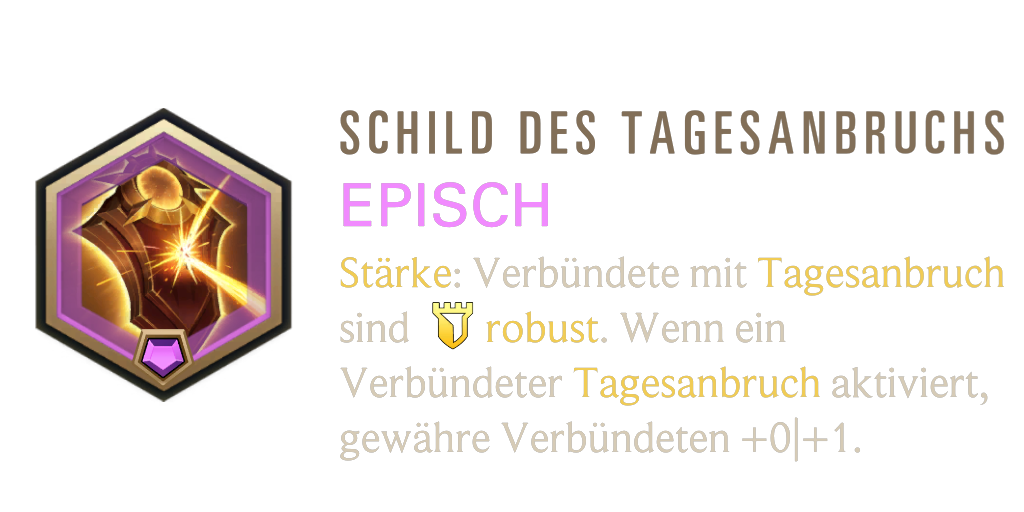 SCHILD DES TAGESANBRUCHS
EPISCH
Stärke: Verbündete mit Tagesanbruch
sind robust. Wenn ein
Verbündeter Tagesanbruch aktiviert,
gewähre Verbündeten +0|+1.